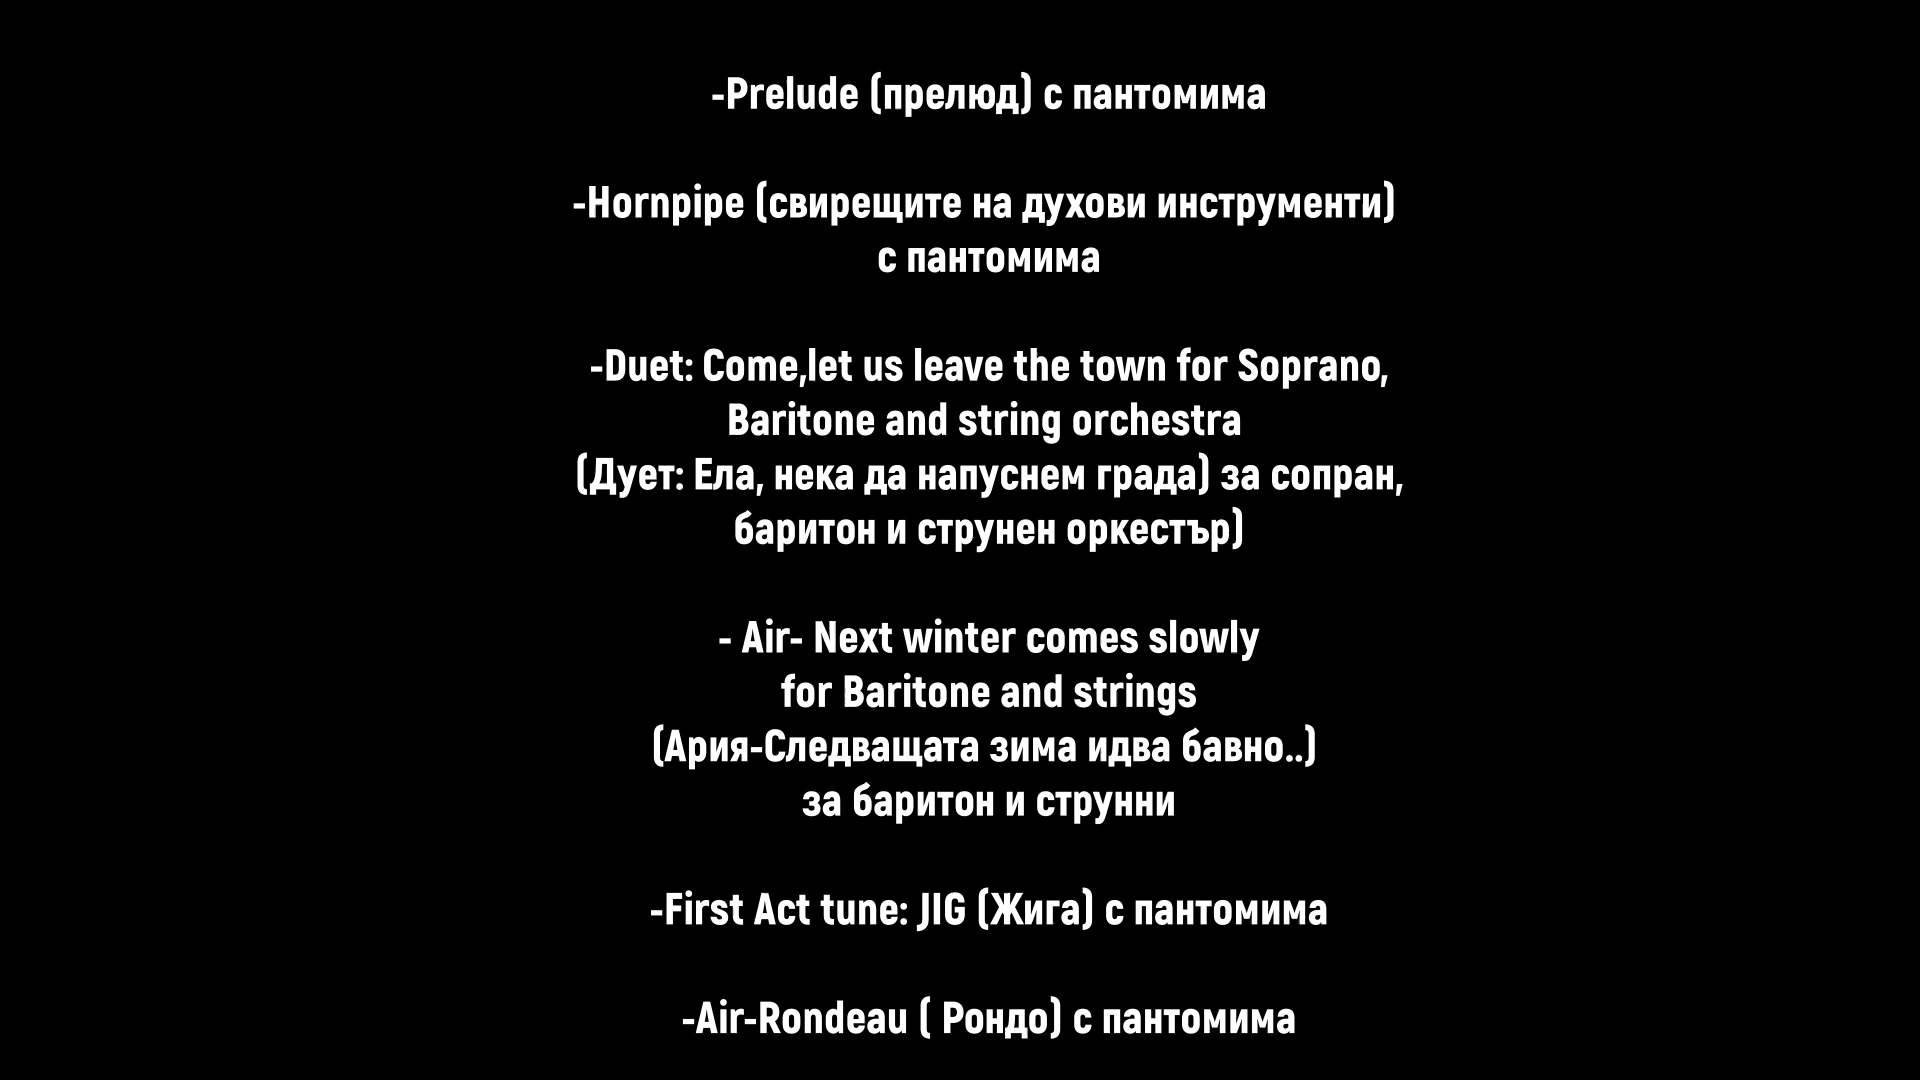 -Prelude (прелюд) с пантомима
-Hornpipe (свирещите на духови инструменти)
с пантомима
-Duet: Come,let us leave the town for Soprano,
Baritone and string orchestra
(Дует: Ела, нека да напуснем града) за сопран,
баритон и струнен оркестър)
- Air- Next winter comes slowly
for Baritone and strings
(Ария-Следващата зима идва бавно..)
за баритон и струнни
-First Act tune: JIG (Жига) с пантомима
-Air-Rondeau ( Рондо) с пантомима